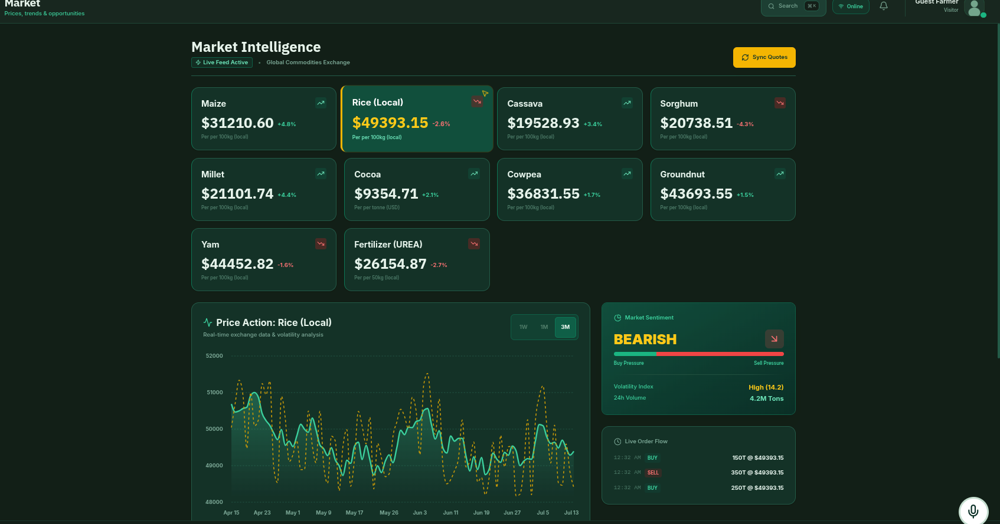 Market
Prices, trends & opportunities
Search ⌘K
Online
Guest Farmer
Visitor
Market Intelligence
Live Feed Active • Global Commodities Exchange
Sync Quotes
Maize
$31210.60 +4.8%
Per per 100kg (local)
Rice (Local)
$49393.15 -2.6%
Per per 100kg (local)
Cassava
$19528.93 +3.4%
Per per 100kg (local)
Sorghum
$20738.51 -4.3%
Per per 100kg (local)
Millet
$21101.74 +4.4%
Per per 100kg (local)
Cocoa
$9354.71 +2.1%
Per per tonne (USD)
Cowpea
$36831.55 +1.7%
Per per 100kg (local)
Groundnut
$43693.55 +1.5%
Per per 100kg (local)
Yam
$44452.82 -1.6%
Per per 100kg (local)
Fertilizer (UREA)
$26154.87 -2.7%
Per per 50kg (local)
Price Action: Rice (Local)
Real-time exchange data & volatility analysis
1W 1M 3M
52000
51000
50000
49000
48000
Apr 15 Apr 23 May 1 May 9 May 17 May 26 Jun 3 Jun 11 Jun 19 Jun 27 Jul 5 Jul 13
Market Sentiment
BEARISH
Buy Pressure Sell Pressure
Volatility Index High (14.2)
24h Volume 4.2M Tons
Live Order Flow
12:32 AM BUY 150T @ $49393.15
12:32 AM SELL 350T @ $49393.15
12:32 AM BUY 250T @ $49393.15